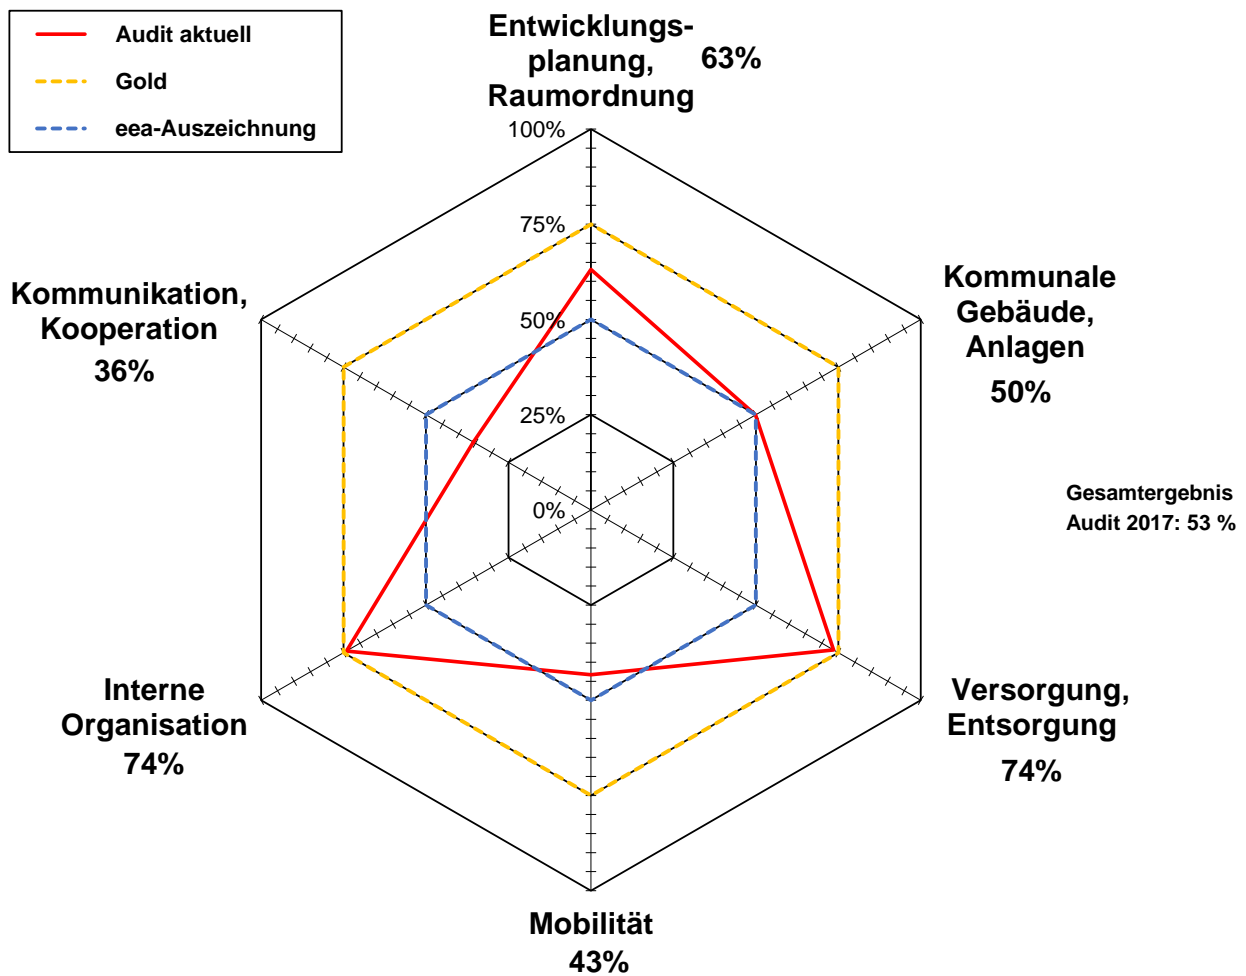 Audit aktuell
Gold
eea-Auszeichnung
Entwicklungs-
planung,
Raumordnung
63%
100%
75%
50%
25%
0%
Kommunale
Gebäude,
Anlagen
50%
Gesamtergebnis
Audit 2017: 53 %
Versorgung,
Entsorgung
74%
Mobilität
43%
Interne
Organisation
74%
Kommunikation,
Kooperation
36%